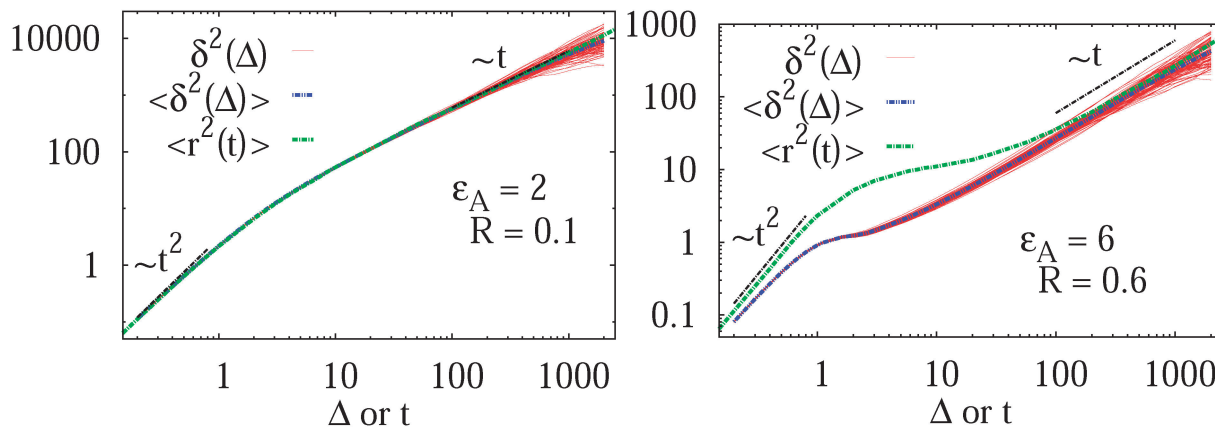 10000
100
1
δ²(Δ)
<δ²(Δ)>
<r²(t)>
~t
~t²
ε_A = 2
R = 0.1
1 10 100 1000
Δ or t
1000
100
10
1
0.1
δ²(Δ)
<δ²(Δ)>
<r²(t)>
~t
~t²
ε_A = 6
R = 0.6
1 10 100 1000
Δ or t